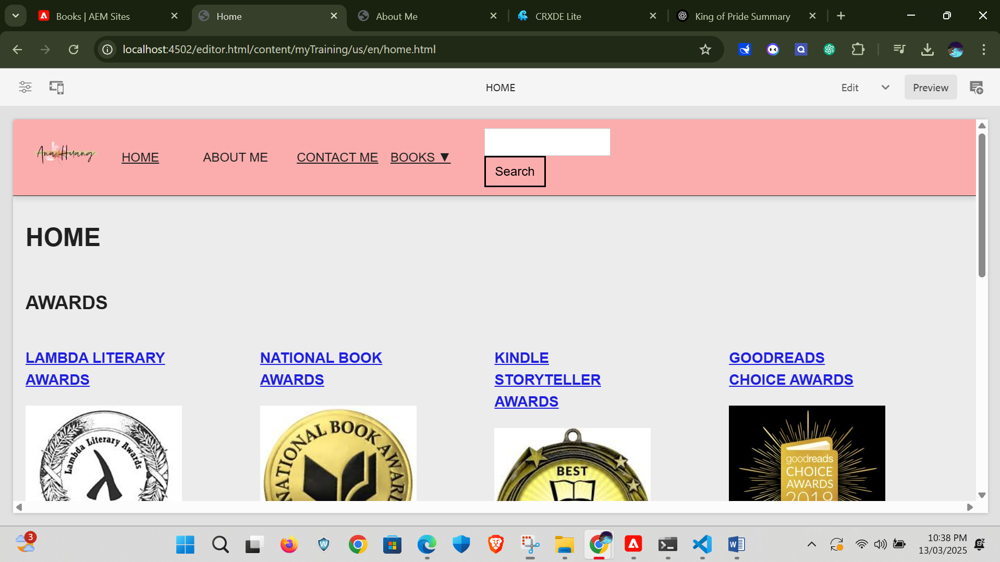 Books | AEM Sites
Home
About Me
CRXDE Lite
King of Pride Summary
localhost:4502/editor.html/content/myTraining/us/en/home.html
HOME
Edit
Preview
Ana Huang
HOME
ABOUT ME
CONTACT ME
BOOKS ▼
Search
HOME
AWARDS
LAMBDA LITERARY
AWARDS
NATIONAL BOOK
AWARDS
KINDLE
STORYTELLER
AWARDS
GOODREADS
CHOICE AWARDS
Lambda Literary Awards
NATIONAL BOOK AWARD
BEST
goodreads
CHOICE
AWARDS
2019
3
10:38 PM
13/03/2025